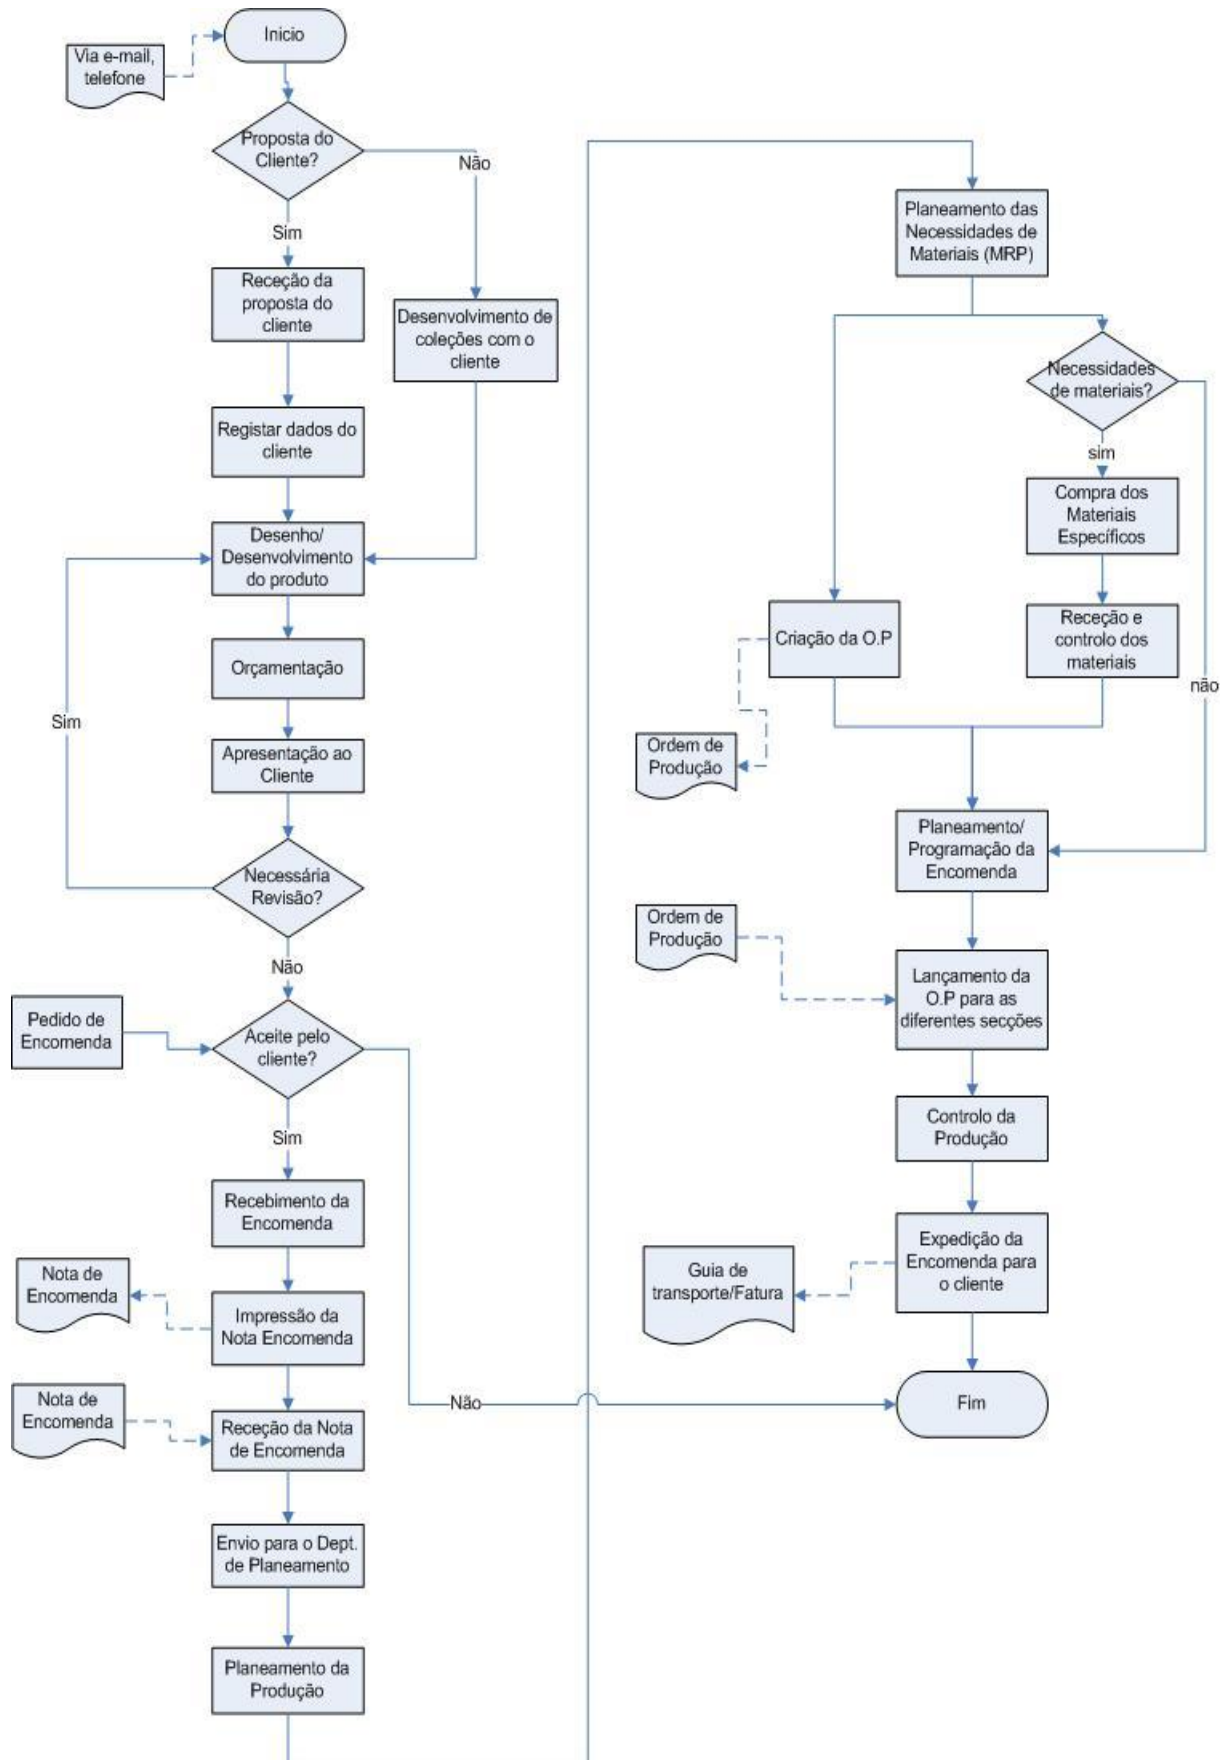 Inicio
Via e-mail,
telefone
Proposta do
Cliente?
Não
Sim
Receção da
proposta do
cliente
Desenvolvimento de
coleções com o
cliente
Registar dados do
cliente
Desenho/
Desenvolvimento
do produto
Orçamentação
Sim
Apresentação ao
Cliente
Necessária
Revisão?
Não
Pedido de
Encomenda
Aceite pelo
cliente?
Sim
Recebimento da
Encomenda
Nota de
Encomenda
Impressão da
Nota Encomenda
Nota de
Encomenda
Receção da Nota
de Encomenda
Não
Envio para o Dept.
de Planeamento
Planeamento da
Produção
Planeamento das
Necessidades de
Materiais (MRP)
Necessidades
de materiais?
sim
Compra dos
Materiais
Específicos
Criação da O.P
Receção e
controlo dos
materiais
não
Ordem de
Produção
Planeamento/
Programação da
Encomenda
Ordem de
Produção
Lançamento da
O.P para as
diferentes secções
Controlo da
Produção
Expedição da
Encomenda para
o cliente
Guia de
transporte/Fatura
Fim